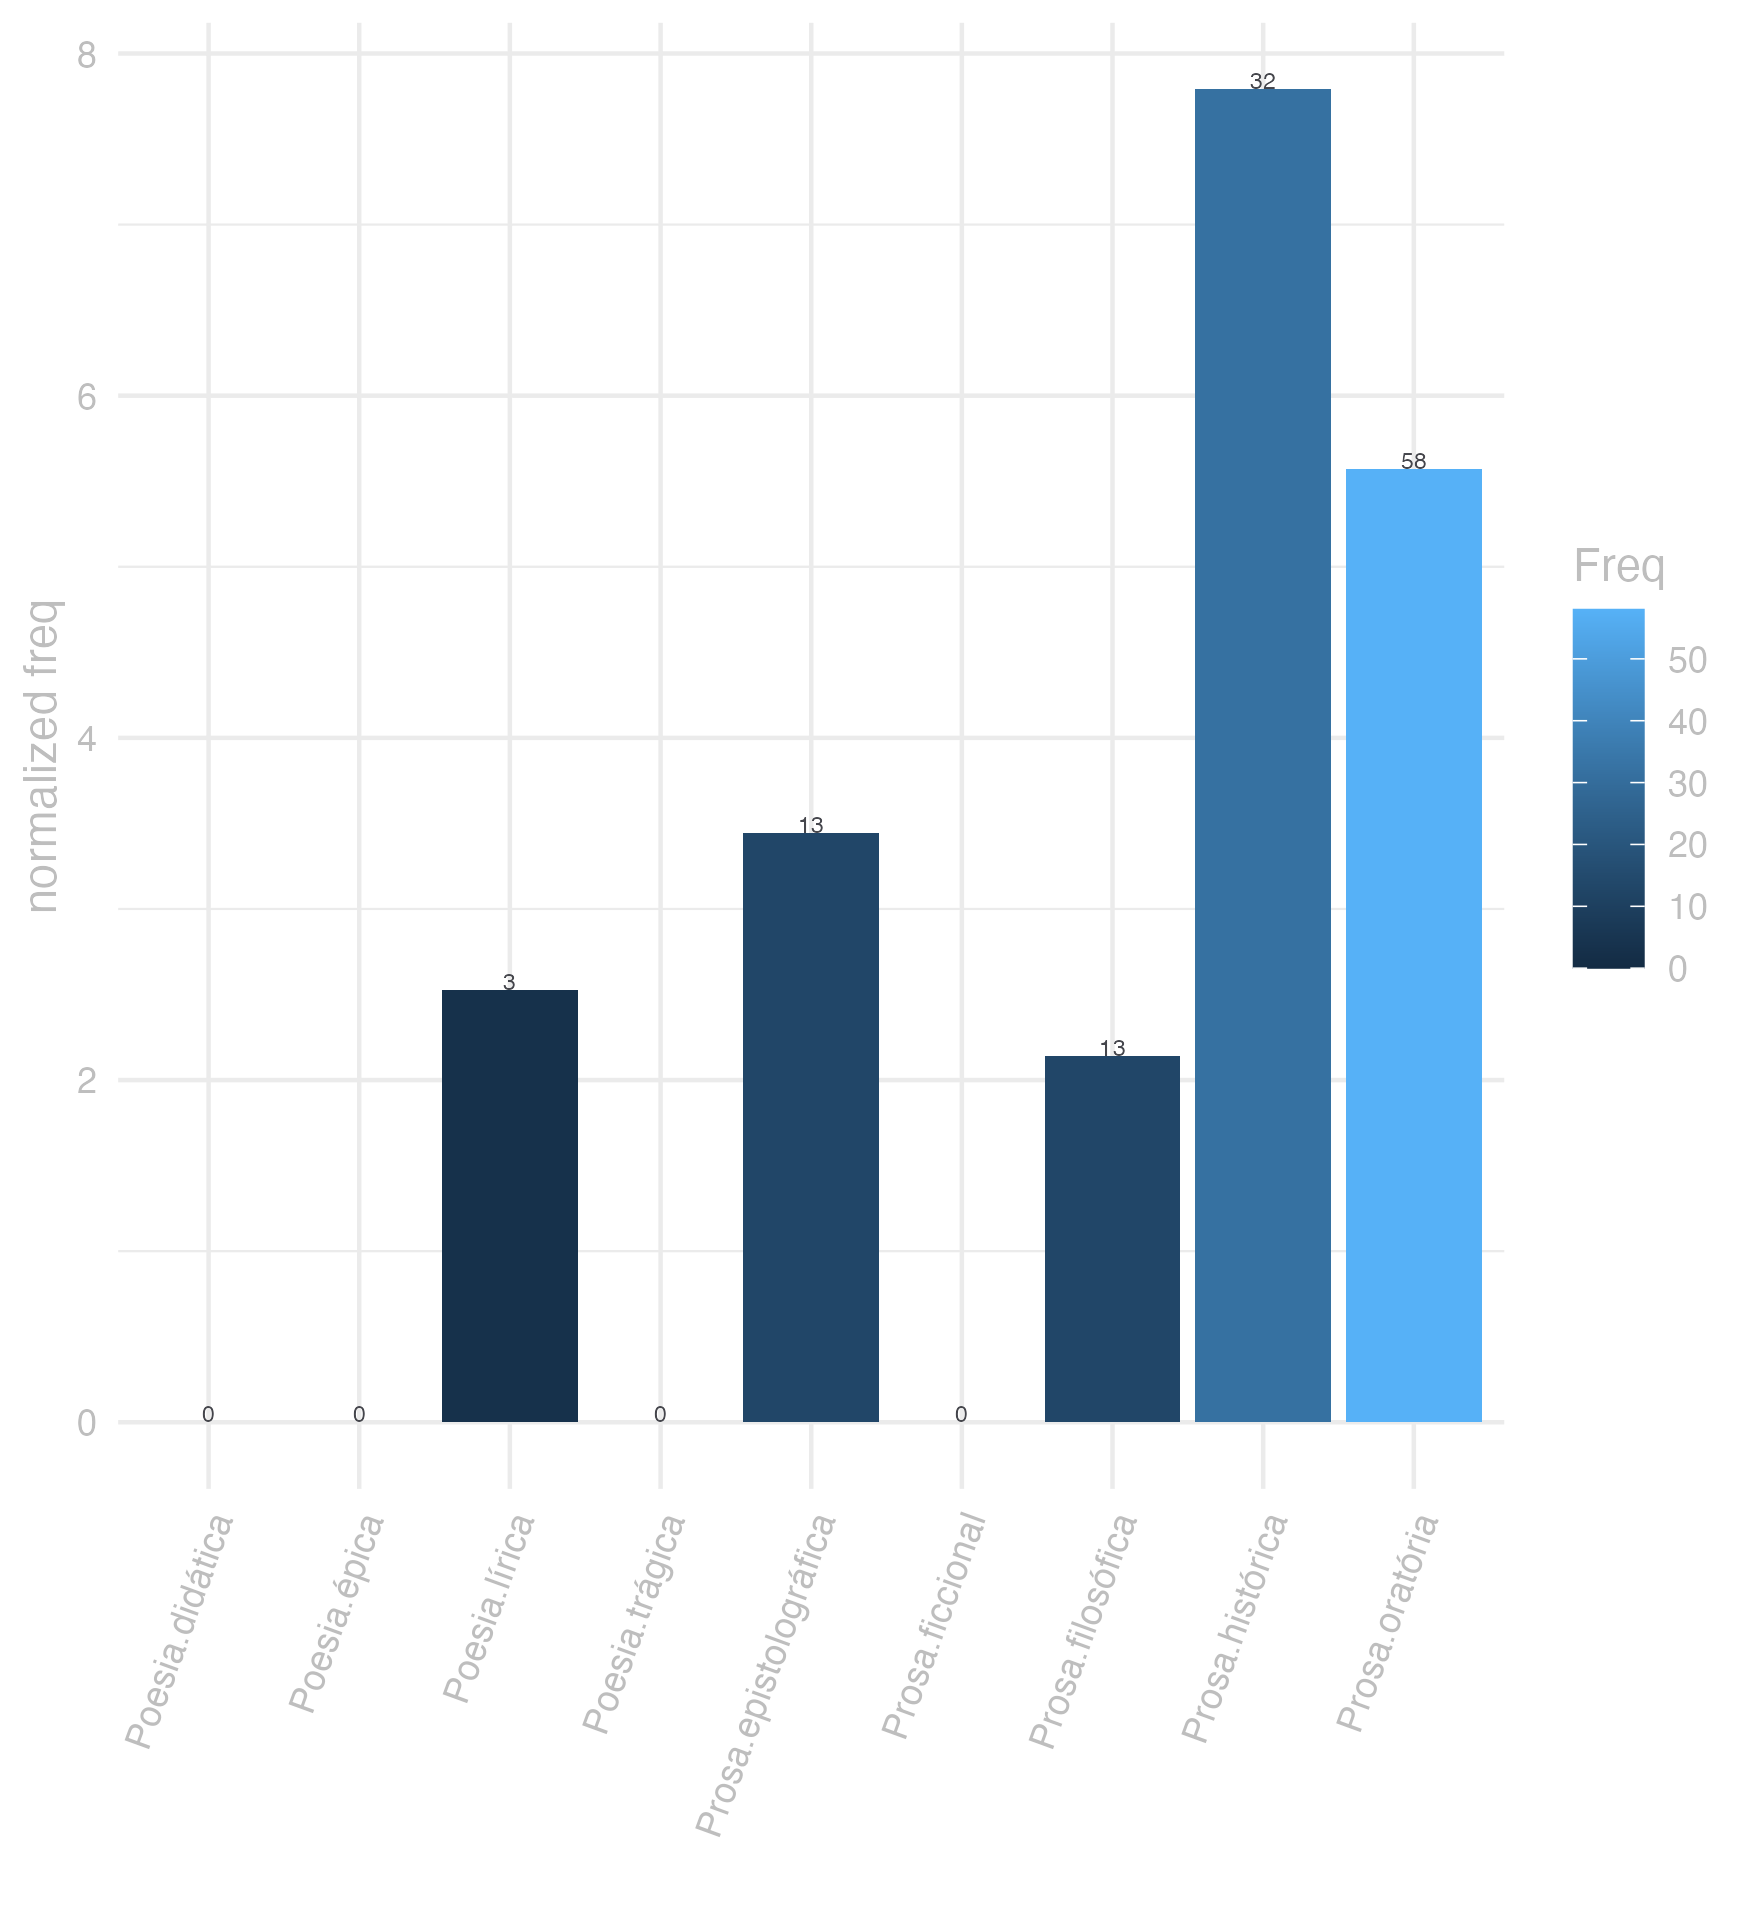 8
6
4
2
0
normalized freq
32
58
13
3
13
0
0
0
0
Poesia.didática
Poesia.épica
Poesia.lírica
Poesia.trágica
Prosa.epistolográfica
Prosa.ficcional
Prosa.filosófica
Prosa.histórica
Prosa.oratória
Freq
50
40
30
20
10
0